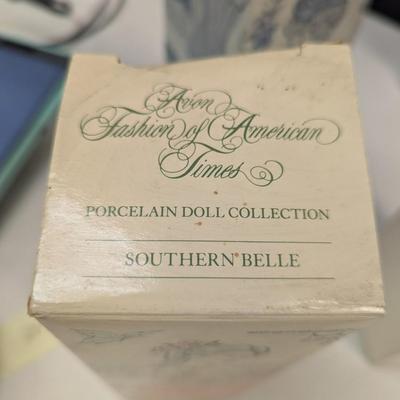 Avon
Fashion of American
Times
PORCELAIN DOLL COLLECTION
SOUTHERN BELLE